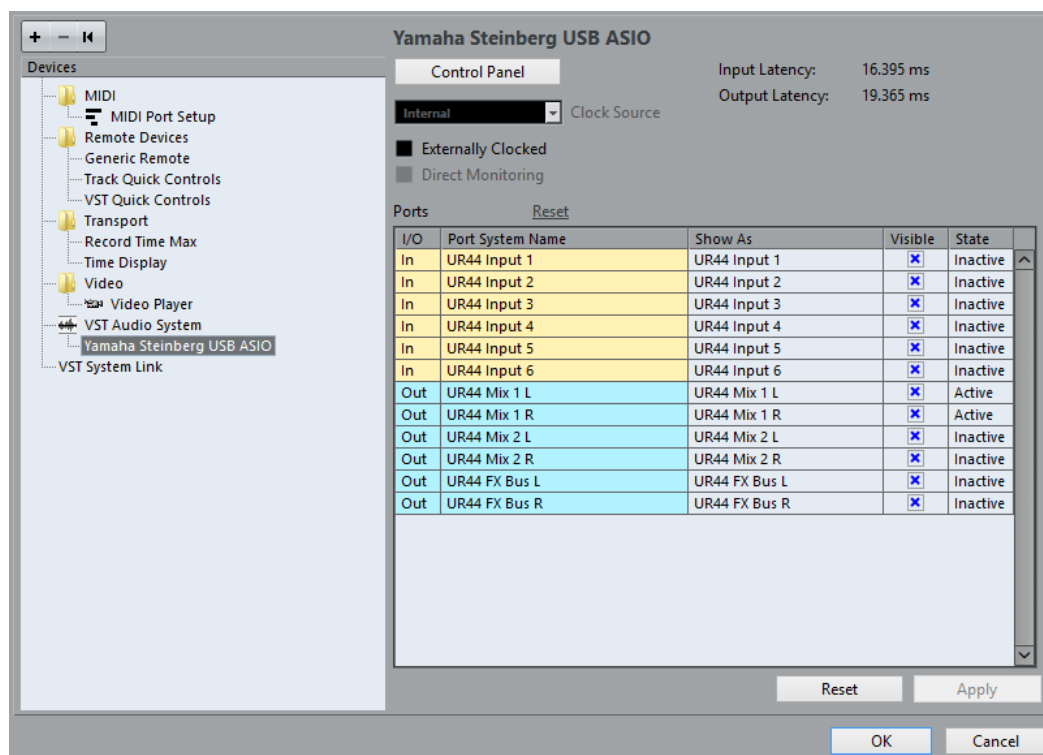 Yamaha Steinberg USB ASIO
Devices
MIDI
MIDI Port Setup
Remote Devices
Generic Remote
Track Quick Controls
VST Quick Controls
Transport
Record Time Max
Time Display
Video
Video Player
VST Audio System
Yamaha Steinberg USB ASIO
VST System Link
Control Panel
Input Latency: 16.395 ms
Output Latency: 19.365 ms
Internal Clock Source
Externally Clocked
Direct Monitoring
Ports Reset
I/O Port System Name Show As Visible State
In UR44 Input 1 UR44 Input 1 Inactive
In UR44 Input 2 UR44 Input 2 Inactive
In UR44 Input 3 UR44 Input 3 Inactive
In UR44 Input 4 UR44 Input 4 Inactive
In UR44 Input 5 UR44 Input 5 Inactive
In UR44 Input 6 UR44 Input 6 Inactive
Out UR44 Mix 1 L UR44 Mix 1 L Active
Out UR44 Mix 1 R UR44 Mix 1 R Active
Out UR44 Mix 2 L UR44 Mix 2 L Inactive
Out UR44 Mix 2 R UR44 Mix 2 R Inactive
Out UR44 FX Bus L UR44 FX Bus L Inactive
Out UR44 FX Bus R UR44 FX Bus R Inactive
Reset Apply
OK Cancel